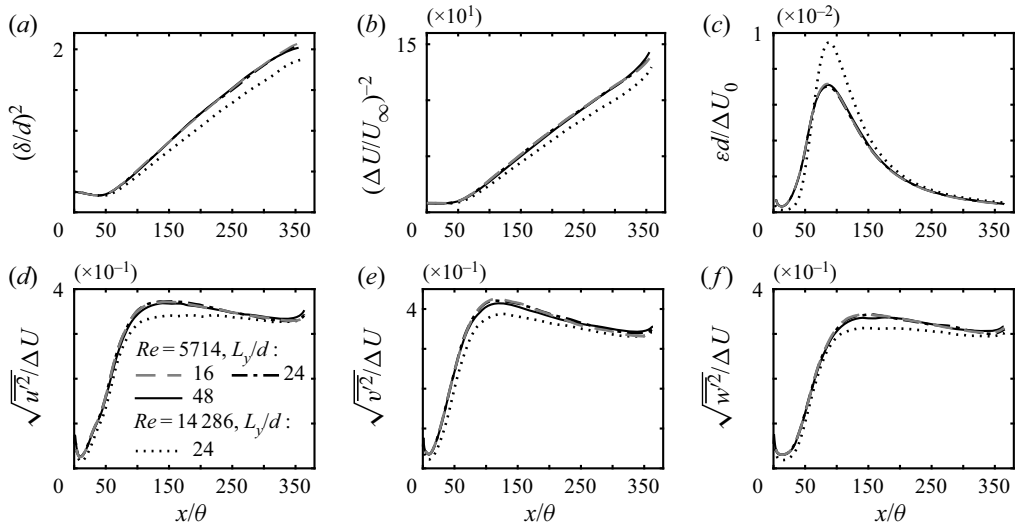 (×10¹) (×10⁻²)
(a) 2 (b) 15 (c) 1
(δ/d)² (ΔU/U∞)⁻² εd/ΔU₀
0 50 150 250 350 0 50 150 250 350 0 50 150 250 350
(×10⁻¹) (×10⁻¹) (×10⁻¹)
(d) 4 (e) 4 (f) 4
√u′²/ΔU √v′²/ΔU √w′²/ΔU
Re = 5714, L_y/d :
16 24
48
Re = 14 286, L_y/d :
24
0 50 150 250 350 0 50 150 250 350 0 50 150 250 350
x/θ x/θ x/θ